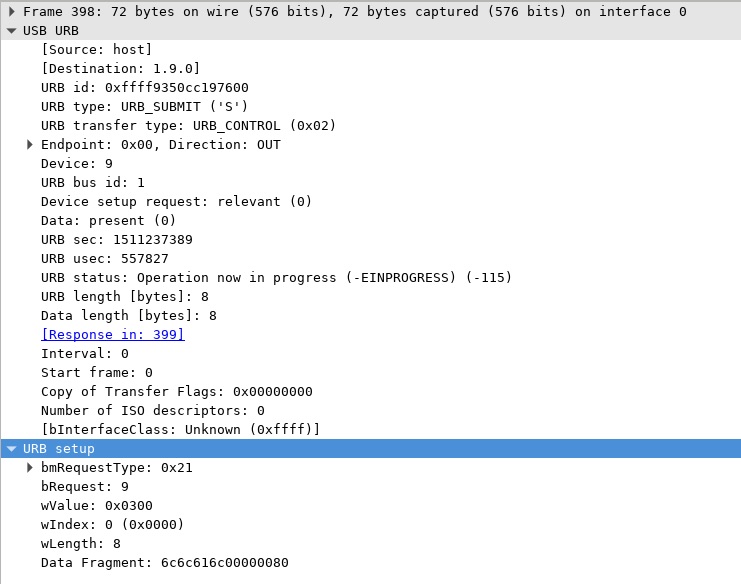 Frame 398: 72 bytes on wire (576 bits), 72 bytes captured (576 bits) on interface 0
USB URB
[Source: host]
[Destination: 1.9.0]
URB id: 0xffff9350cc197600
URB type: URB_SUBMIT ('S')
URB transfer type: URB_CONTROL (0x02)
Endpoint: 0x00, Direction: OUT
Device: 9
URB bus id: 1
Device setup request: relevant (0)
Data: present (0)
URB sec: 1511237389
URB usec: 557827
URB status: Operation now in progress (-EINPROGRESS) (-115)
URB length [bytes]: 8
Data length [bytes]: 8
[Response in: 399]
Interval: 0
Start frame: 0
Copy of Transfer Flags: 0x00000000
Number of ISO descriptors: 0
[bInterfaceClass: Unknown (0xffff)]
URB setup
bmRequestType: 0x21
bRequest: 9
wValue: 0x0300
wIndex: 0 (0x0000)
wLength: 8
Data Fragment: 6c6c616c00000080